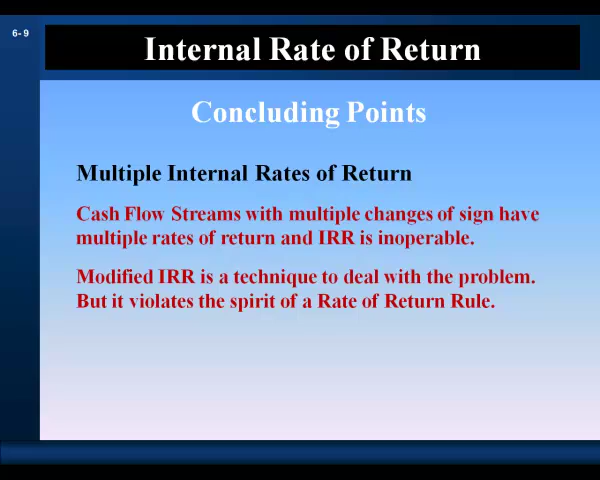 6-9
Internal Rate of Return
Concluding Points
Multiple Internal Rates of Return
Cash Flow Streams with multiple changes of sign have
multiple rates of return and IRR is inoperable.
Modified IRR is a technique to deal with the problem.
But it violates the spirit of a Rate of Return Rule.